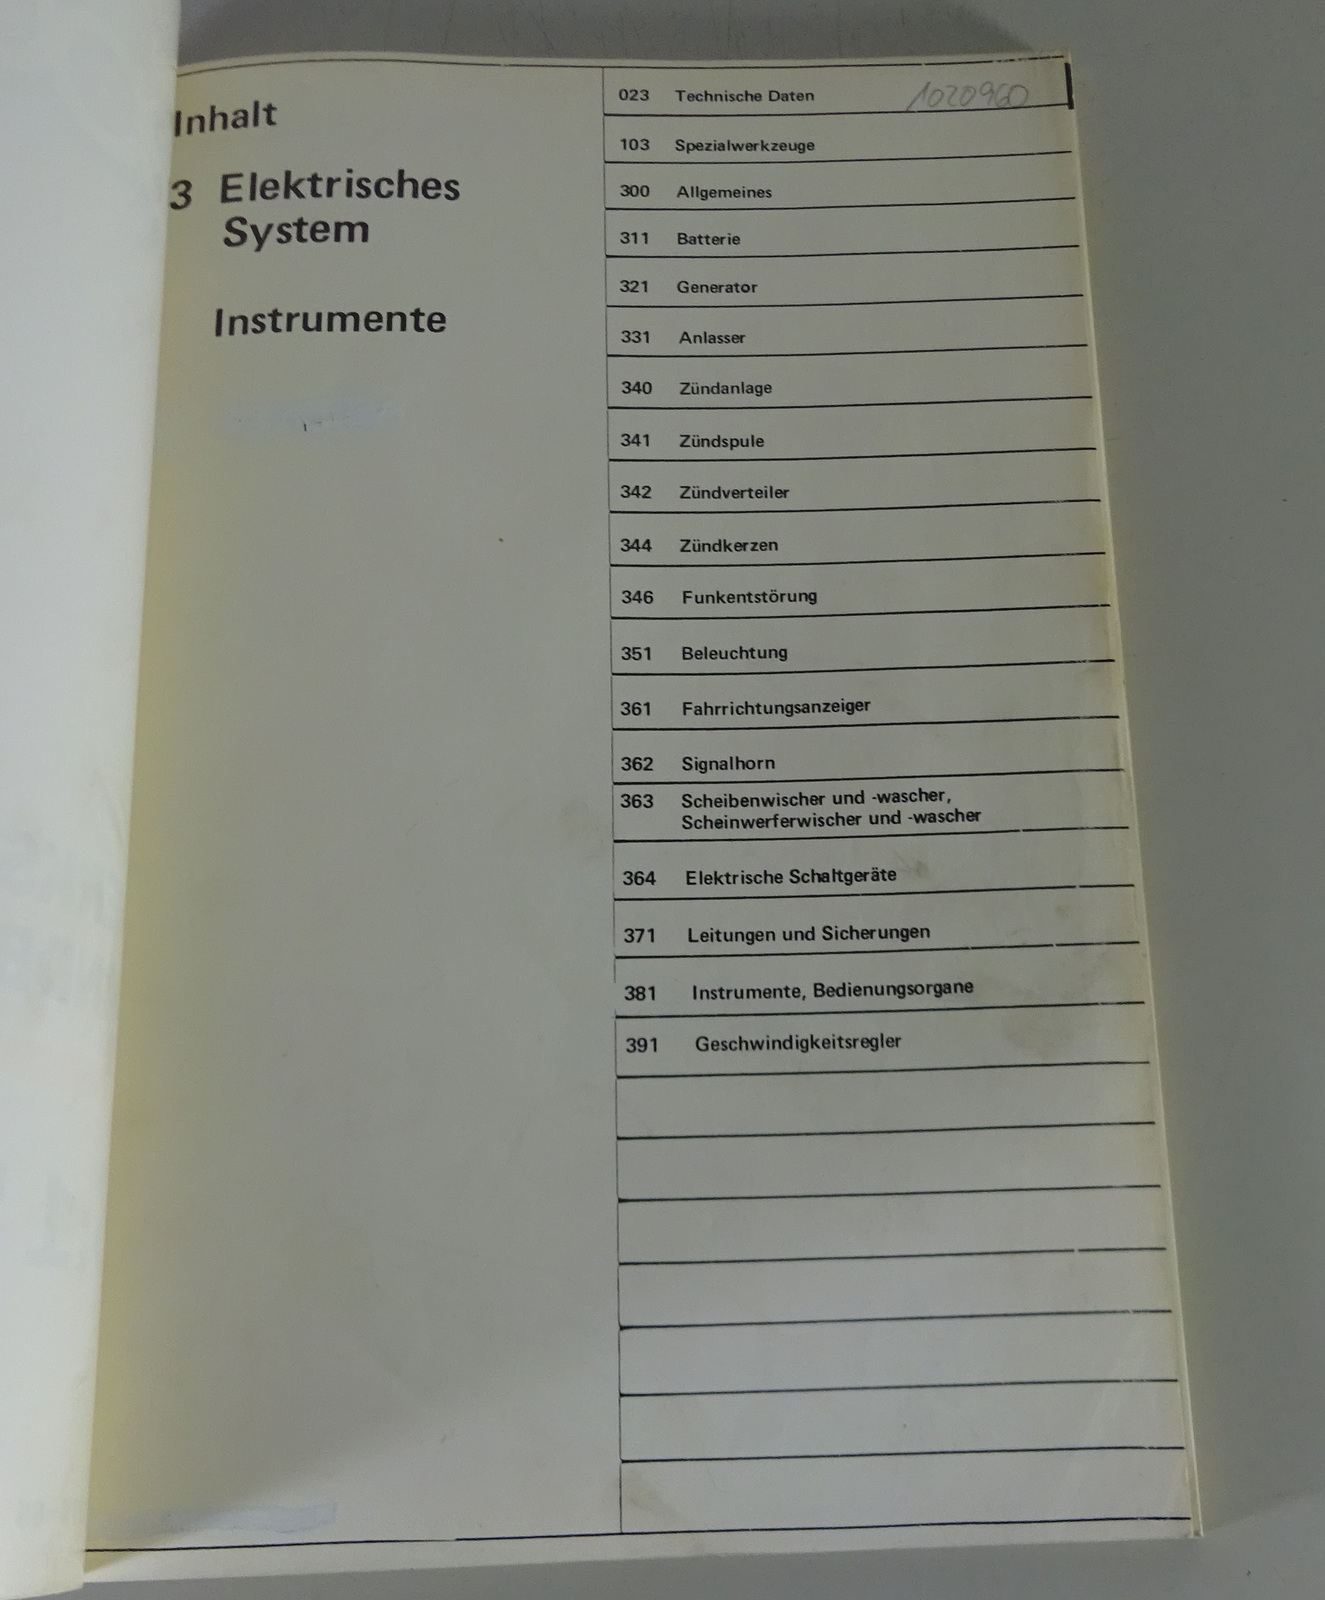 Inhalt
3 Elektrisches
System
Instrumente
023 Technische Daten 1020960
103 Spezialwerkzeuge
300 Allgemeines
311 Batterie
321 Generator
331 Anlasser
340 Zündanlage
341 Zündspule
342 Zündverteiler
344 Zündkerzen
346 Funkentstörung
351 Beleuchtung
361 Fahrrichtungsanzeiger
362 Signalhorn
363 Scheibenwischer und -wascher,
Scheinwerferwischer und -wascher
364 Elektrische Schaltgeräte
371 Leitungen und Sicherungen
381 Instrumente, Bedienungsorgane
391 Geschwindigkeitsregler